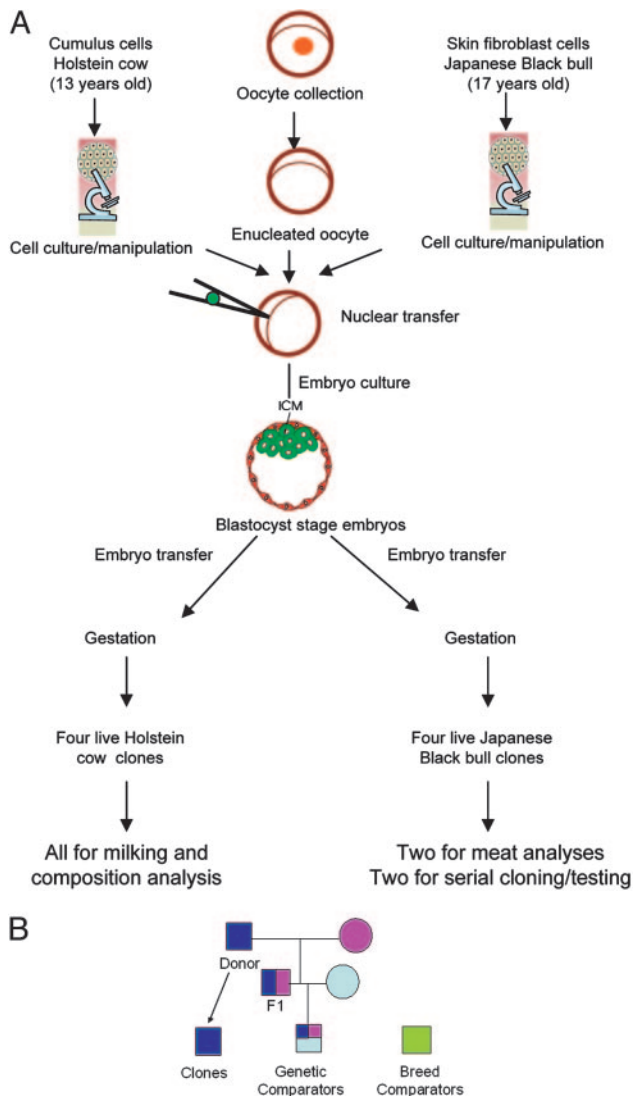 A
Cumulus cells
Holstein cow
(13 years old)
Oocyte collection
Skin fibroblast cells
Japanese Black bull
(17 years old)
Cell culture/manipulation
Enucleated oocyte
Cell culture/manipulation
Nuclear transfer
Embryo culture
ICM
Blastocyst stage embryos
Embryo transfer
Embryo transfer
Gestation
Gestation
Four live Holstein
cow clones
Four live Japanese
Black bull clones
All for milking and
composition analysis
Two for meat analyses
Two for serial cloning/testing
B
Donor
F1
Clones
Genetic
Comparators
Breed
Comparators